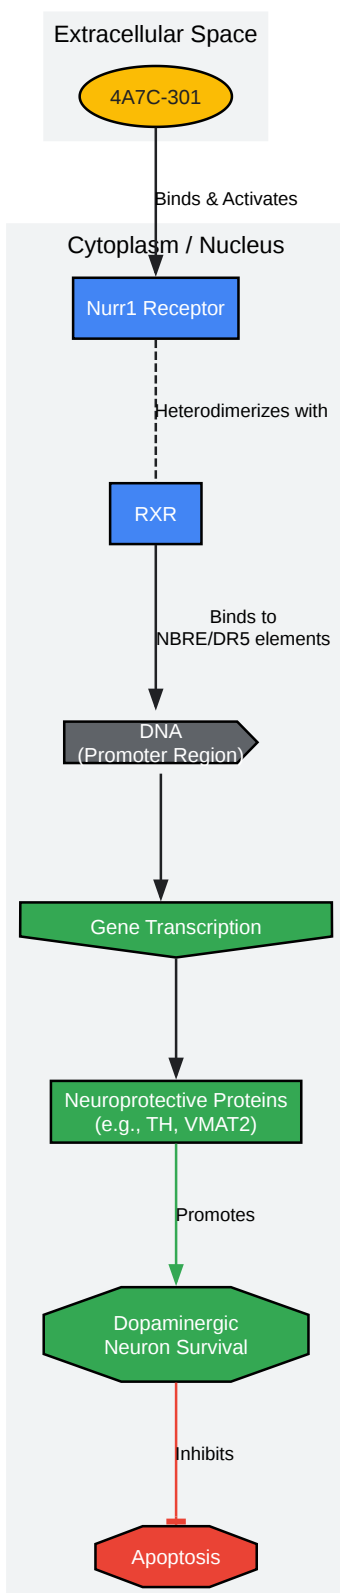 Extracellular Space
4A7C-301
Binds & Activates
Cytoplasm / Nucleus
Nurr1 Receptor
Heterodimerizes with
RXR
Binds to
NBRE/DR5 elements
DNA
(Promoter Region)
Gene Transcription
Neuroprotective Proteins
(e.g., TH, VMAT2)
Promotes
Dopaminergic
Neuron Survival
Inhibits
Apoptosis